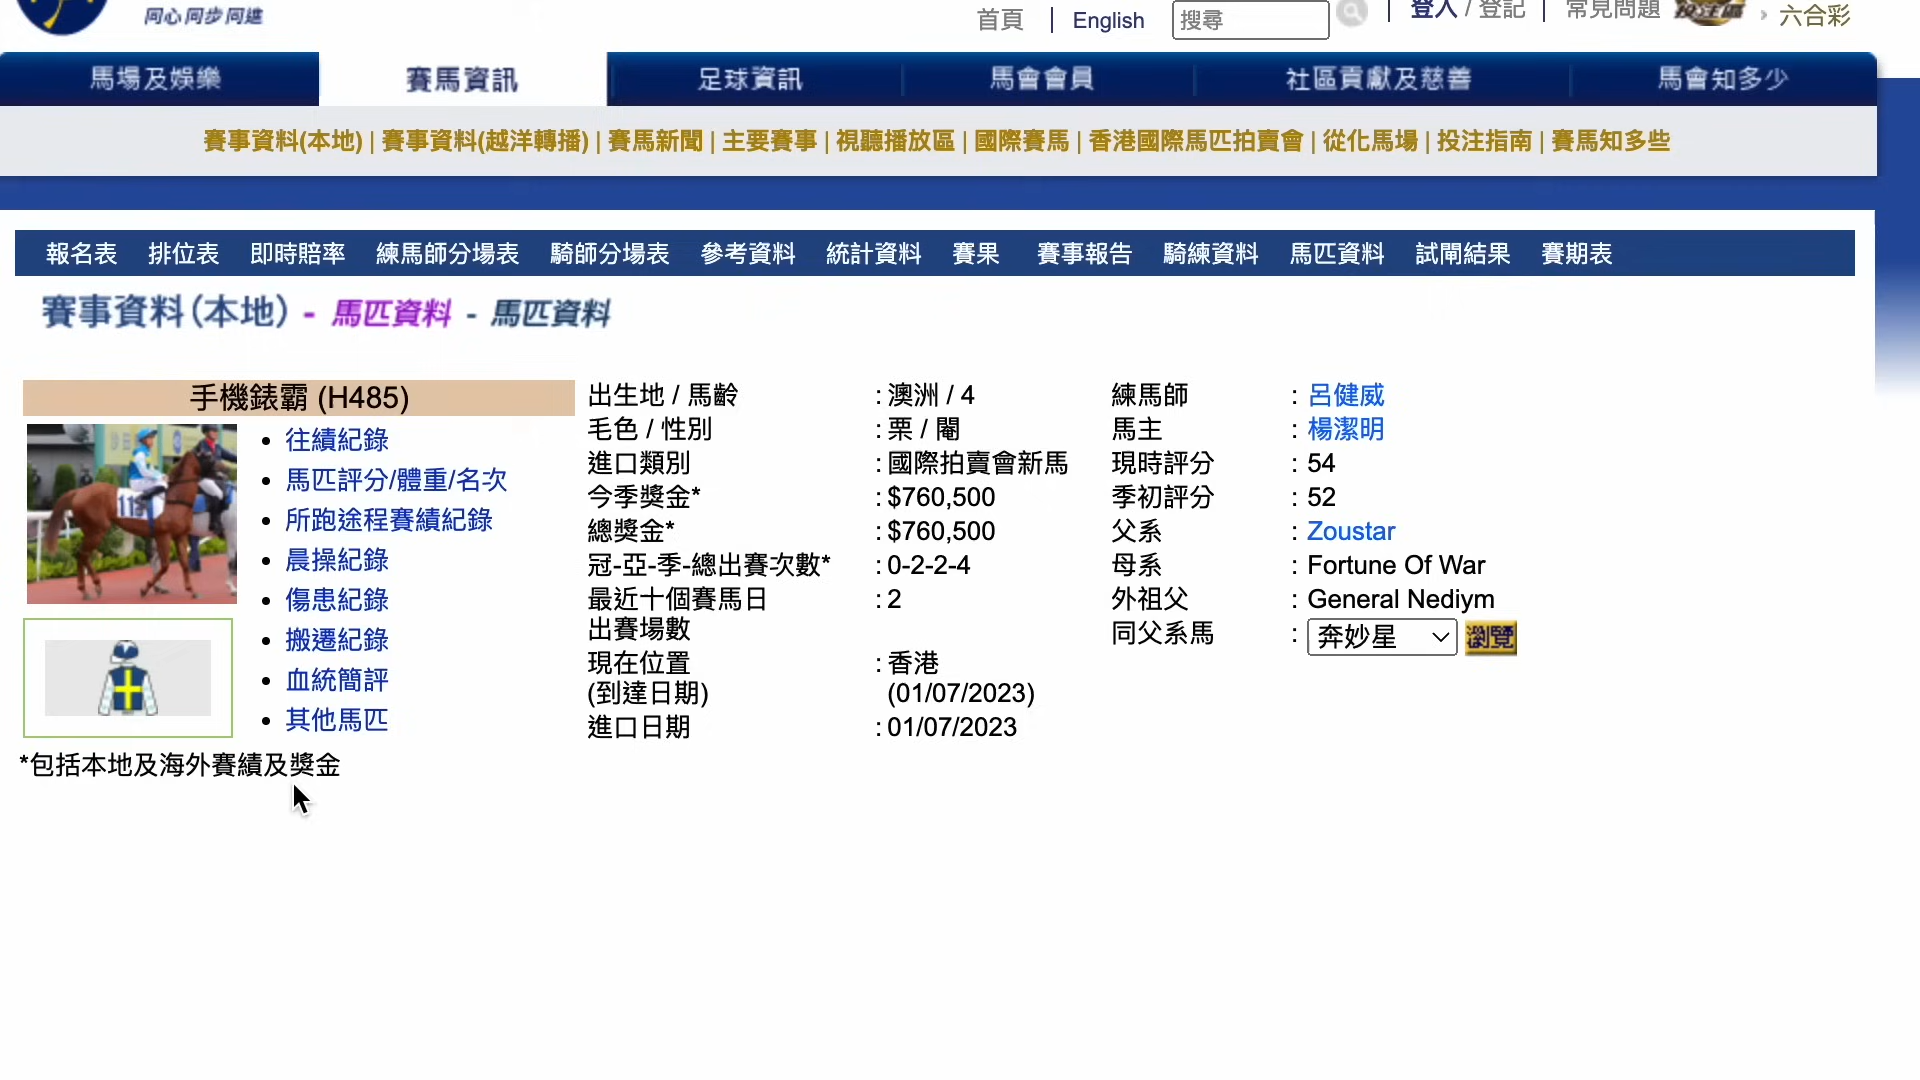 同心同步同進
首頁 | English 搜尋 | 登入 / 登記 | 常見問題 投注區 › 六合彩
馬場及娛樂 賽馬資訊 足球資訊 馬會會員 社區貢獻及慈善 馬會知多少
賽事資料(本地) | 賽事資料(越洋轉播) | 賽馬新聞 | 主要賽事 | 視聽播放區 | 國際賽馬 | 香港國際馬匹拍賣會 | 從化馬場 | 投注指南 | 賽馬知多些
報名表 排位表 即時賠率 練馬師分場表 騎師分場表 參考資料 統計資料 賽果 賽事報告 騎練資料 馬匹資料 試閘結果 賽期表
賽事資料(本地) - 馬匹資料 - 馬匹資料
手機錶霸 (H485)
• 往績紀錄
• 馬匹評分/體重/名次
• 所跑途程賽績紀錄
• 晨操紀錄
• 傷患紀錄
• 搬遷紀錄
• 血統簡評
• 其他馬匹
*包括本地及海外賽績及獎金
出生地 / 馬齡 : 澳洲 / 4
毛色 / 性別 : 栗 / 閹
進口類別 : 國際拍賣會新馬
今季獎金* : $760,500
總獎金* : $760,500
冠-亞-季-總出賽次數* : 0-2-2-4
最近十個賽馬日 : 2
出賽場數
現在位置 : 香港
(到達日期) (01/07/2023)
進口日期 : 01/07/2023
練馬師 : 呂健威
馬主 : 楊潔明
現時評分 : 54
季初評分 : 52
父系 : Zoustar
母系 : Fortune Of War
外祖父 : General Nediym
同父系馬 : 奔妙星 瀏覽